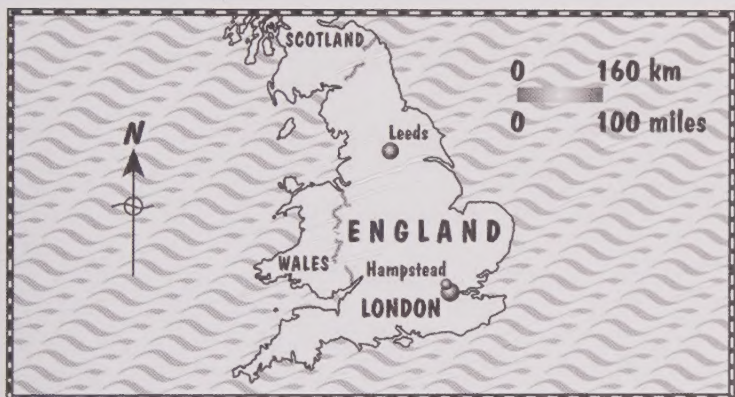 SCOTLAND
0 160 km
0 100 miles
N
Leeds
ENGLAND
WALES
Hampstead
LONDON